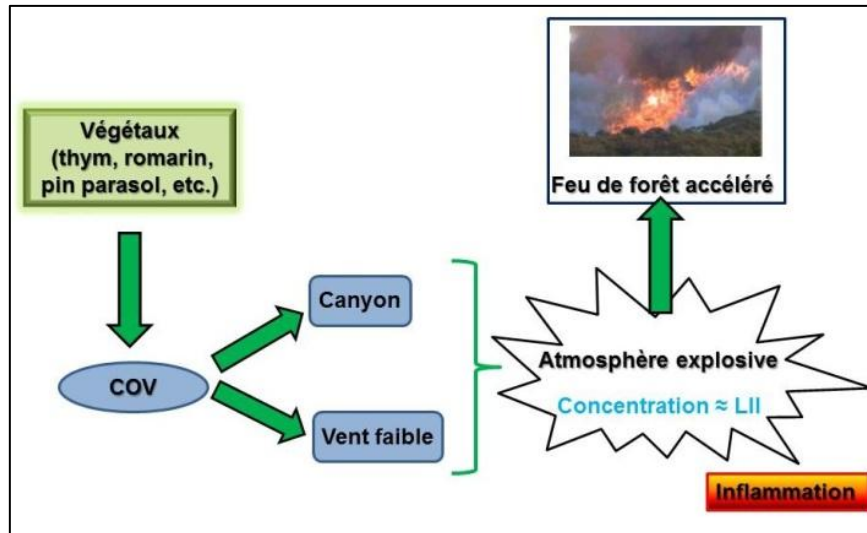 Végétaux
(thym, romarin,
pin parasol, etc.)
Feu de forêt accéléré
Canyon
COV
Vent faible
Atmosphère explosive
Concentration ≈ LII
Inflammation